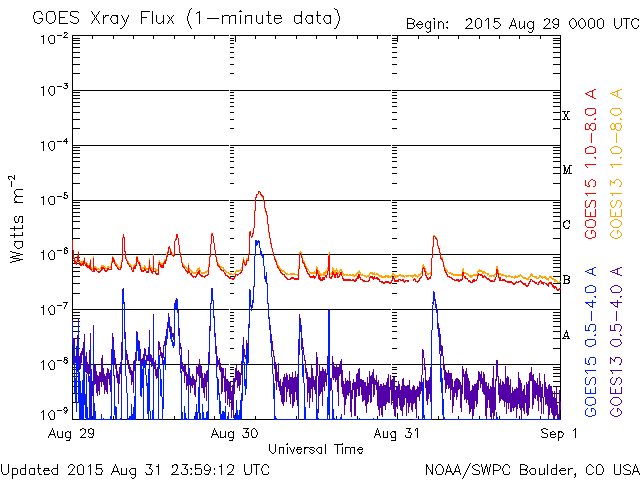 GOES Xray Flux (1-minute data)
Begin: 2015 Aug 29 0000 UTC
10-2
10-3
10-4
10-5
10-6
10-7
10-8
10-9
Watts m-2
X
M
C
B
A
GOES15 1.0-8.0 A
GOES13 1.0-8.0 A
GOES15 0.5-4.0 A
GOES13 0.5-4.0 A
Aug 29
Aug 30
Aug 31
Sep 1
Universal Time
Updated 2015 Aug 31 23:59:12 UTC
NOAA/SWPC Boulder, CO USA